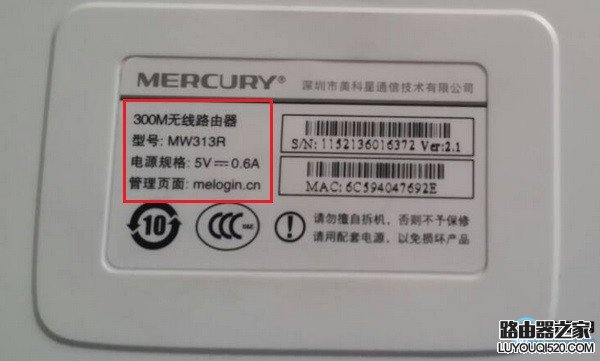 MERCURY® 深圳市美科星通信技术有限公司
300M无线路由器
型号: MW313R
电源规格: 5V⎓0.6A
管理页面: melogin.cn
S/N: 1152136016372 Ver:2.1
MAC: 6C594047692E
10
CCC
S&E
请勿擅自拆机,否则不予保修
请用配套电源,以免损坏产品
路由器之家
LUYOUQI520.COM